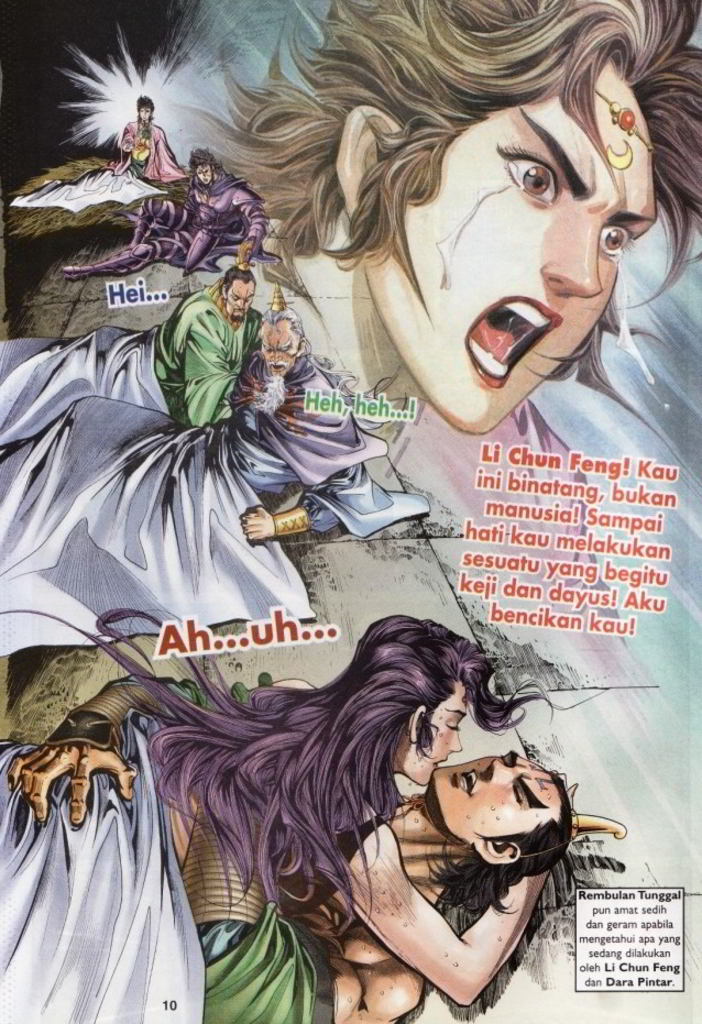 Hei...
Heh, heh...!
Li Chun Feng! Kau
ini binatang, bukan
manusia! Sampai
hati kau melakukan
sesuatu yang begitu
keji dan dayus! Aku
bencikan kau!
Ah...uh...
Rembulan Tunggal
pun amat sedih
dan geram apabila
mengetahui apa yang
sedang dilakukan
oleh Li Chun Feng
dan Dara Pintar.
10